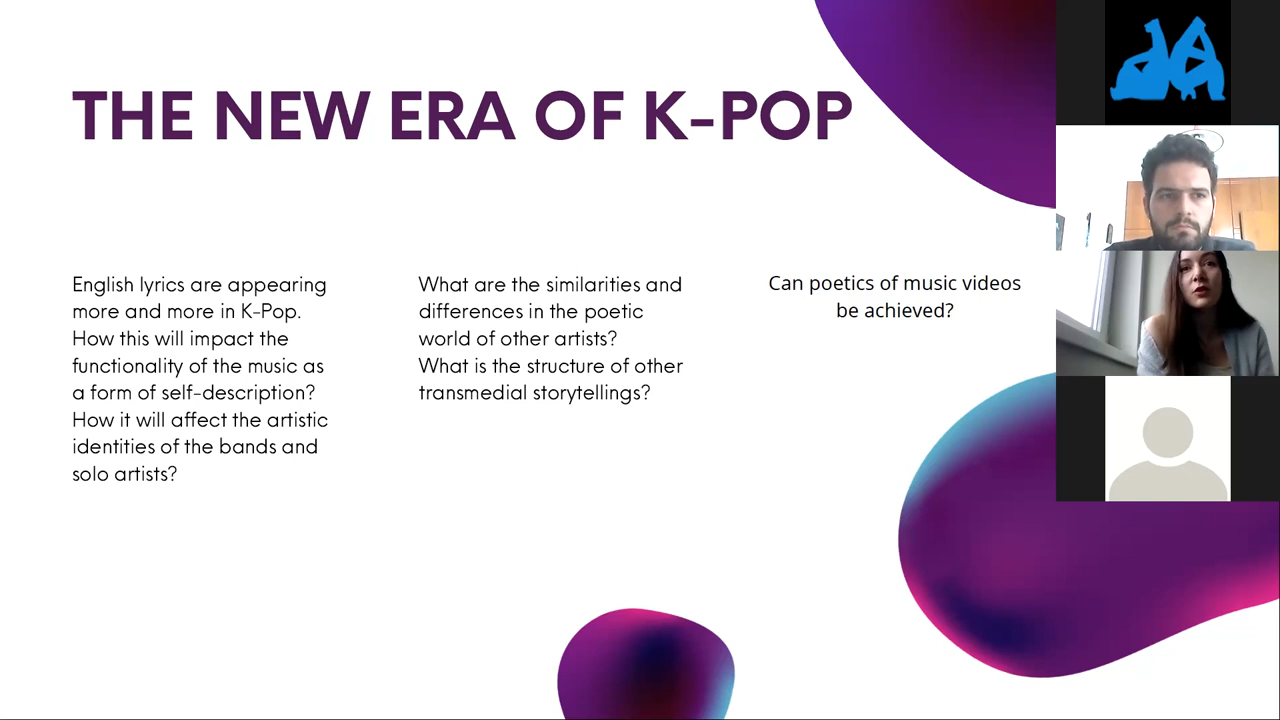 THE NEW ERA OF K-POP
English lyrics are appearing
more and more in K-Pop.
How this will impact the
functionality of the music as
a form of self-description?
How it will affect the artistic
identities of the bands and
solo artists?
What are the similarities and
differences in the poetic
world of other artists?
What is the structure of other
transmedial storytellings?
Can poetics of music videos
be achieved?